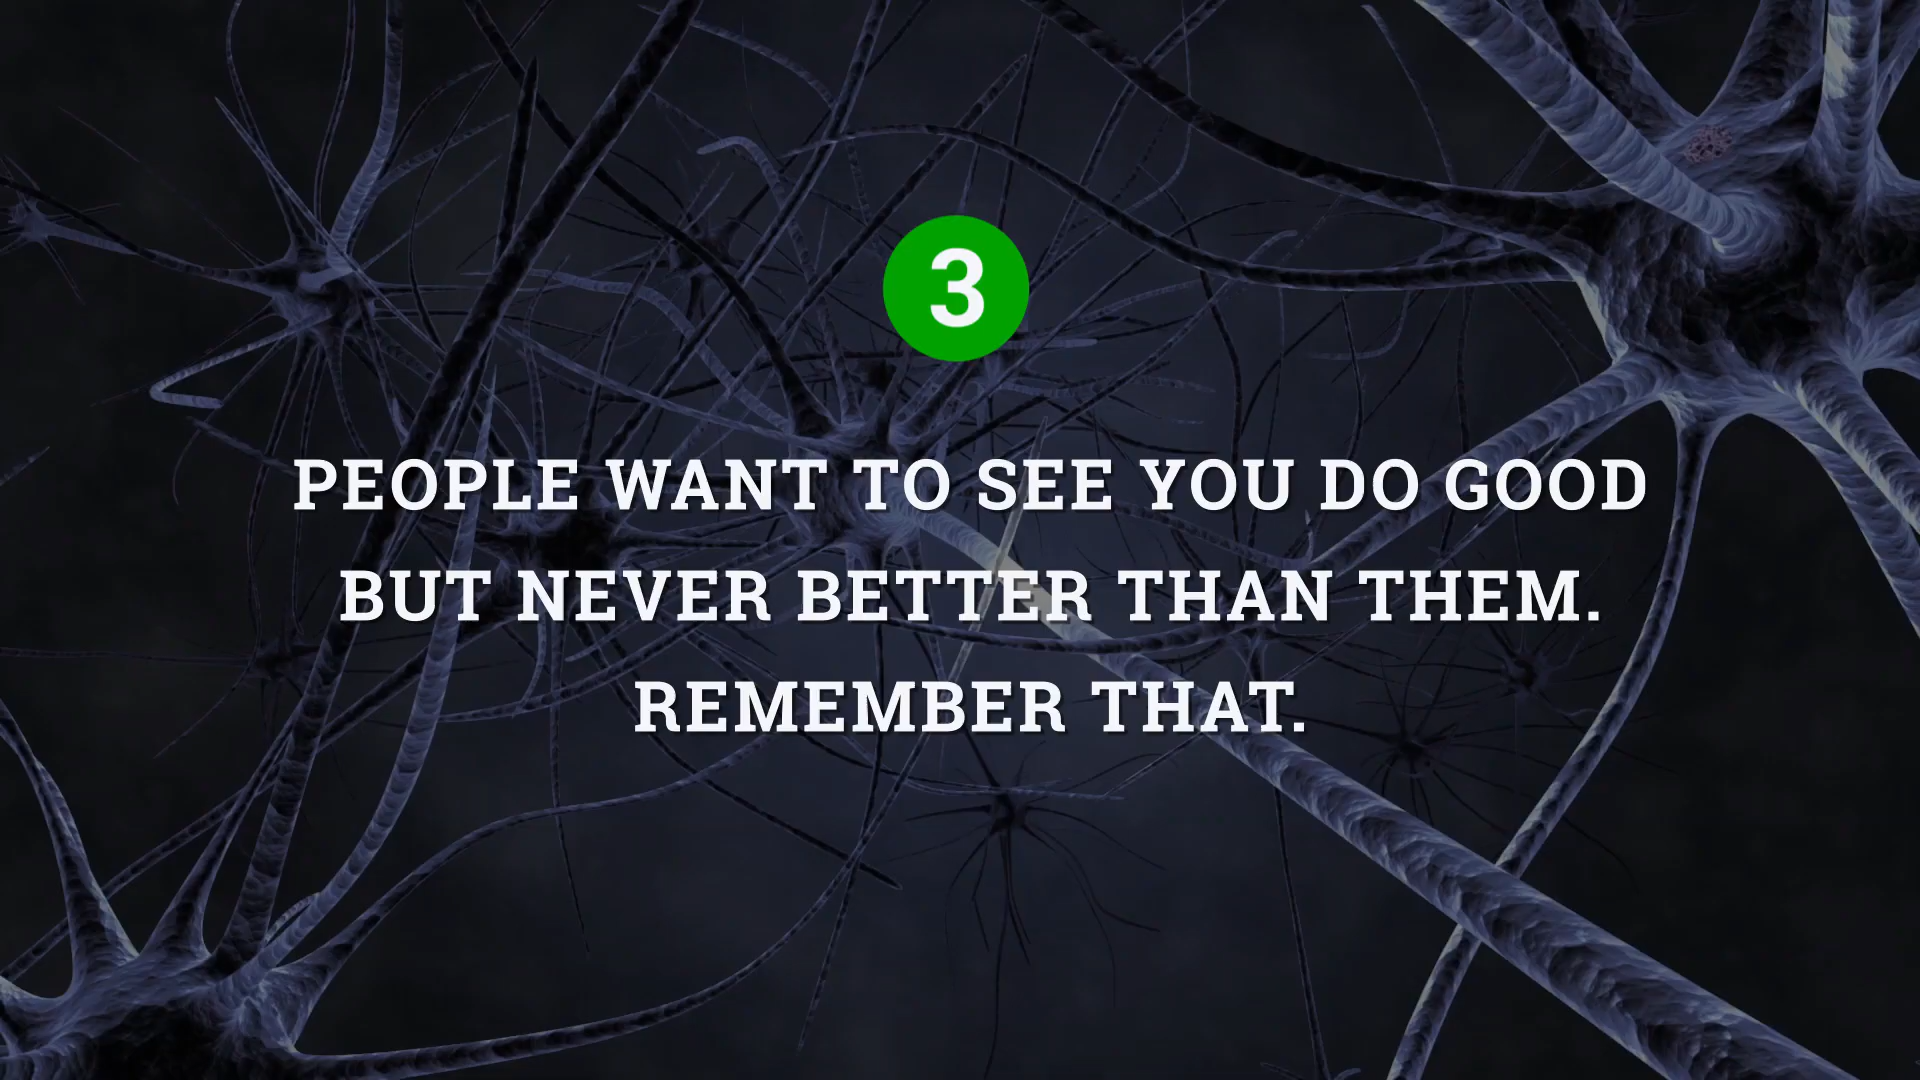 3
PEOPLE WANT TO SEE YOU DO GOOD
BUT NEVER BETTER THAN THEM.
REMEMBER THAT.